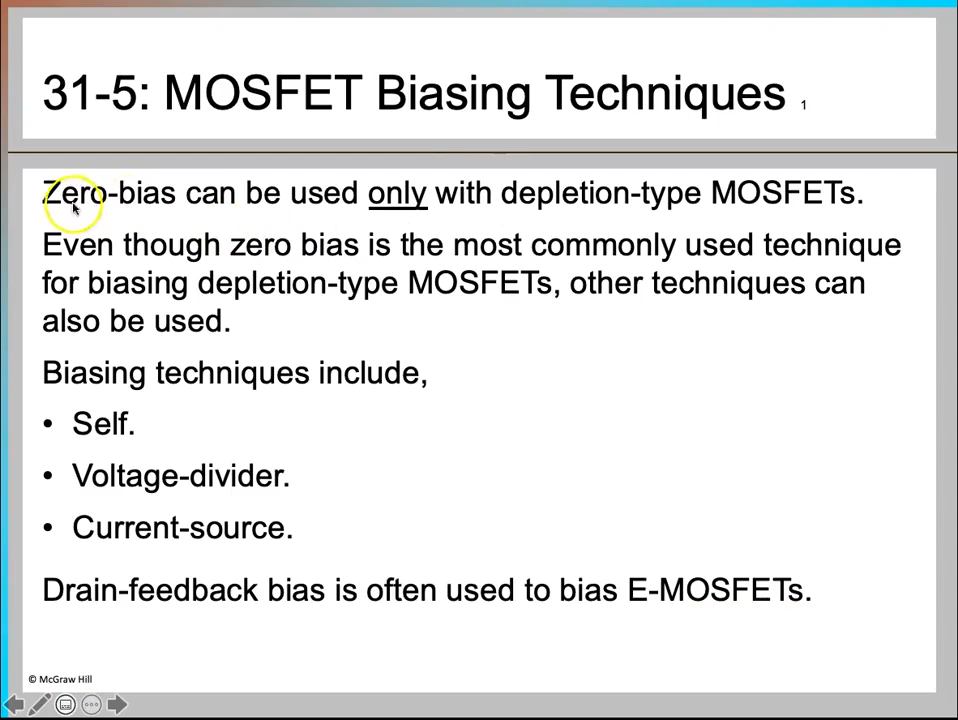 31-5: MOSFET Biasing Techniques 1
Zero-bias can be used only with depletion-type MOSFETs.
Even though zero bias is the most commonly used technique
for biasing depletion-type MOSFETs, other techniques can
also be used.
Biasing techniques include,
• Self.
• Voltage-divider.
• Current-source.
Drain-feedback bias is often used to bias E-MOSFETs.
© McGraw Hill